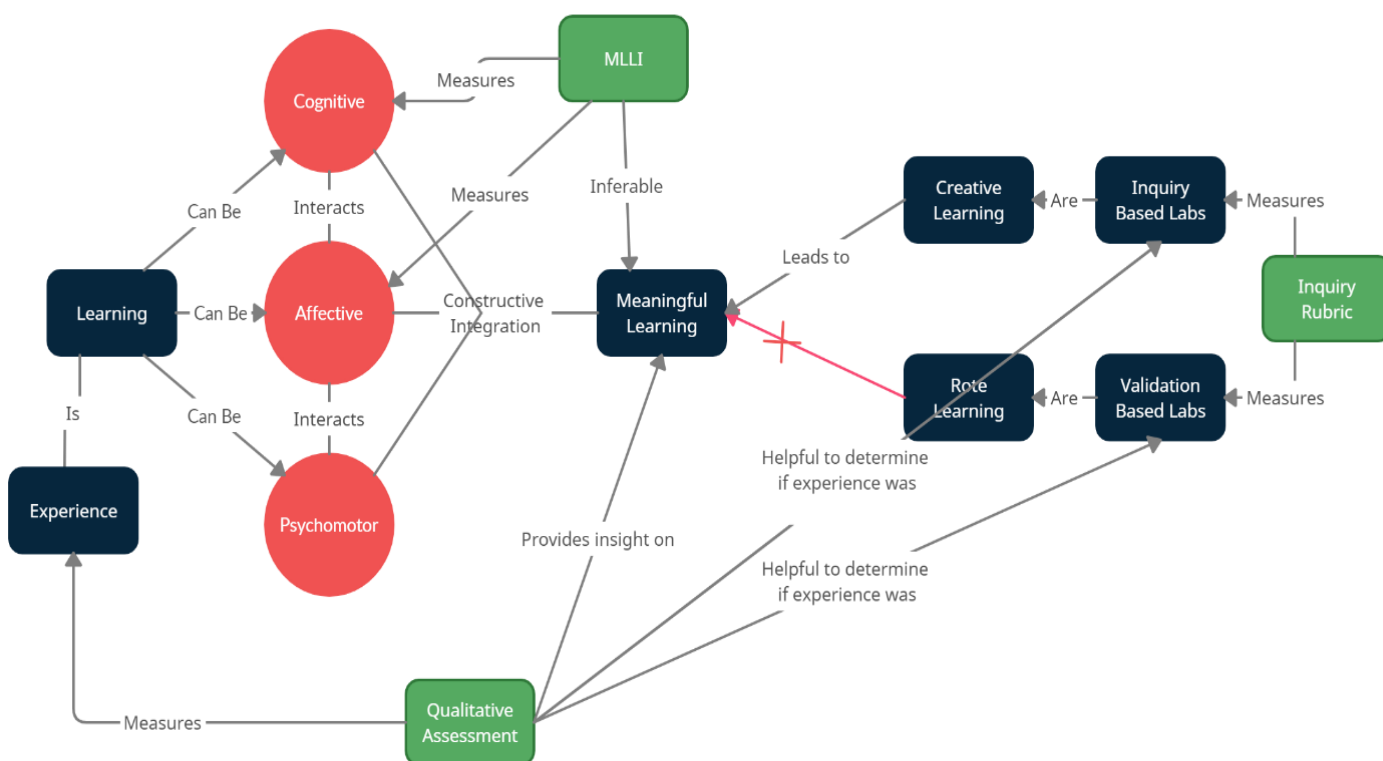 MLLI
Cognitive
Measures
Creative
Learning
Are
Inquiry
Based Labs
Measures
Inferable
Measures
Can Be
Interacts
Leads to
Learning
Can Be
Affective
Constructive
Integration
Meaningful
Learning
Inquiry
Rubric
Rote
Learning
Are
Validation
Based Labs
Measures
Is
Can Be
Interacts
Helpful to determine
if experience was
Experience
Psychomotor
Provides insight on
Helpful to determine
if experience was
Measures
Qualitative
Assessment